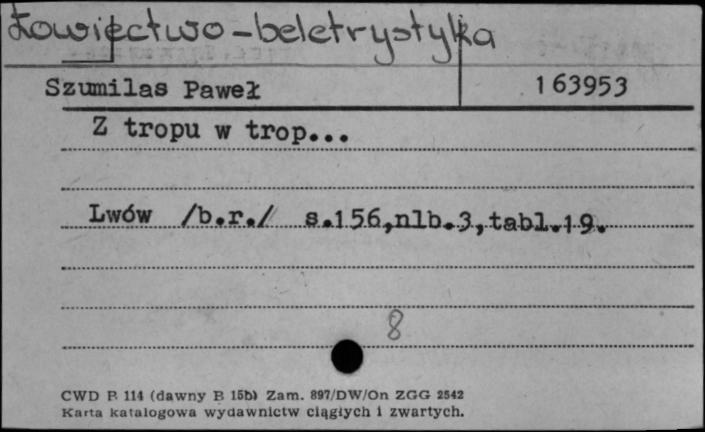 Łowiectwo - beletrystyka
Szumilas Paweł 163953
Z tropu w trop...
Lwów /b.r./ s.156,nlb.3,tabl.19.
8
CWD P 114 (dawny B 15b) Zam. 897/DW/On ZGG 2542
Karta katalogowa wydawnictw ciągłych i zwartych.